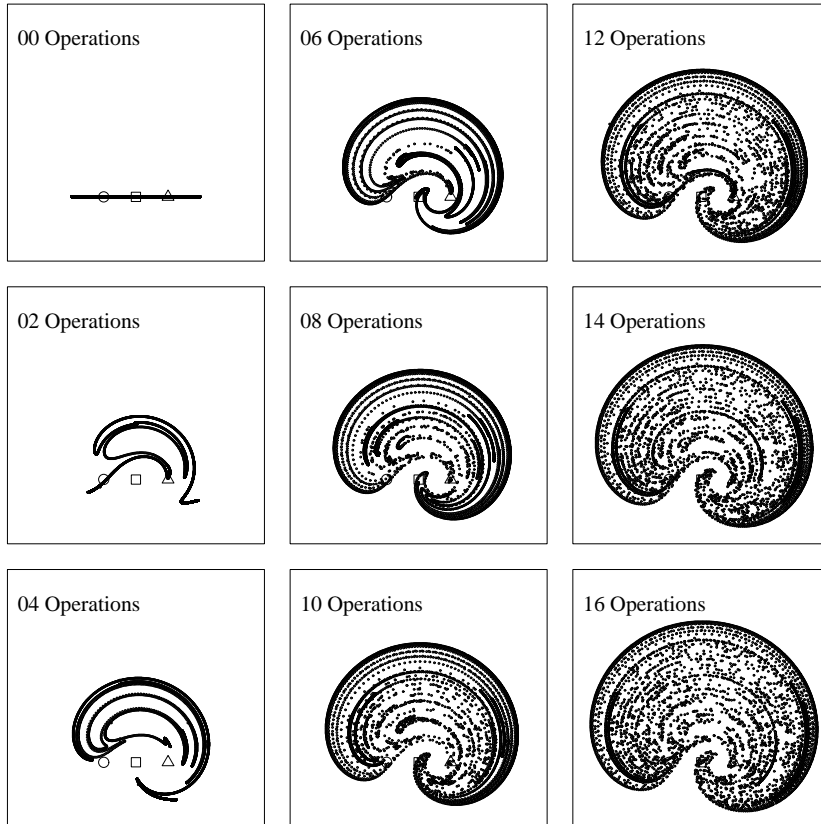 00 Operations
06 Operations
12 Operations
02 Operations
08 Operations
14 Operations
04 Operations
10 Operations
16 Operations